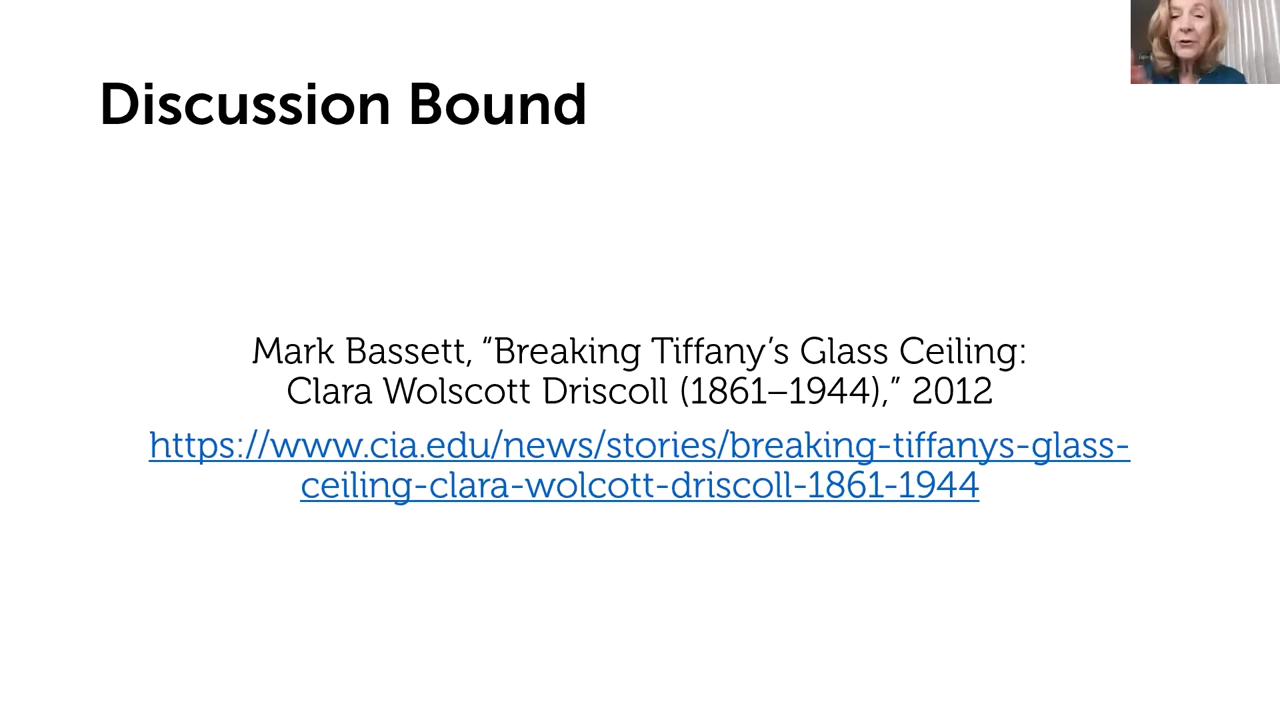 Discussion Bound
Mark Bassett, “Breaking Tiffany’s Glass Ceiling:
Clara Wolscott Driscoll (1861–1944),” 2012
https://www.cia.edu/news/stories/breaking-tiffanys-glass-
ceiling-clara-wolcott-driscoll-1861-1944